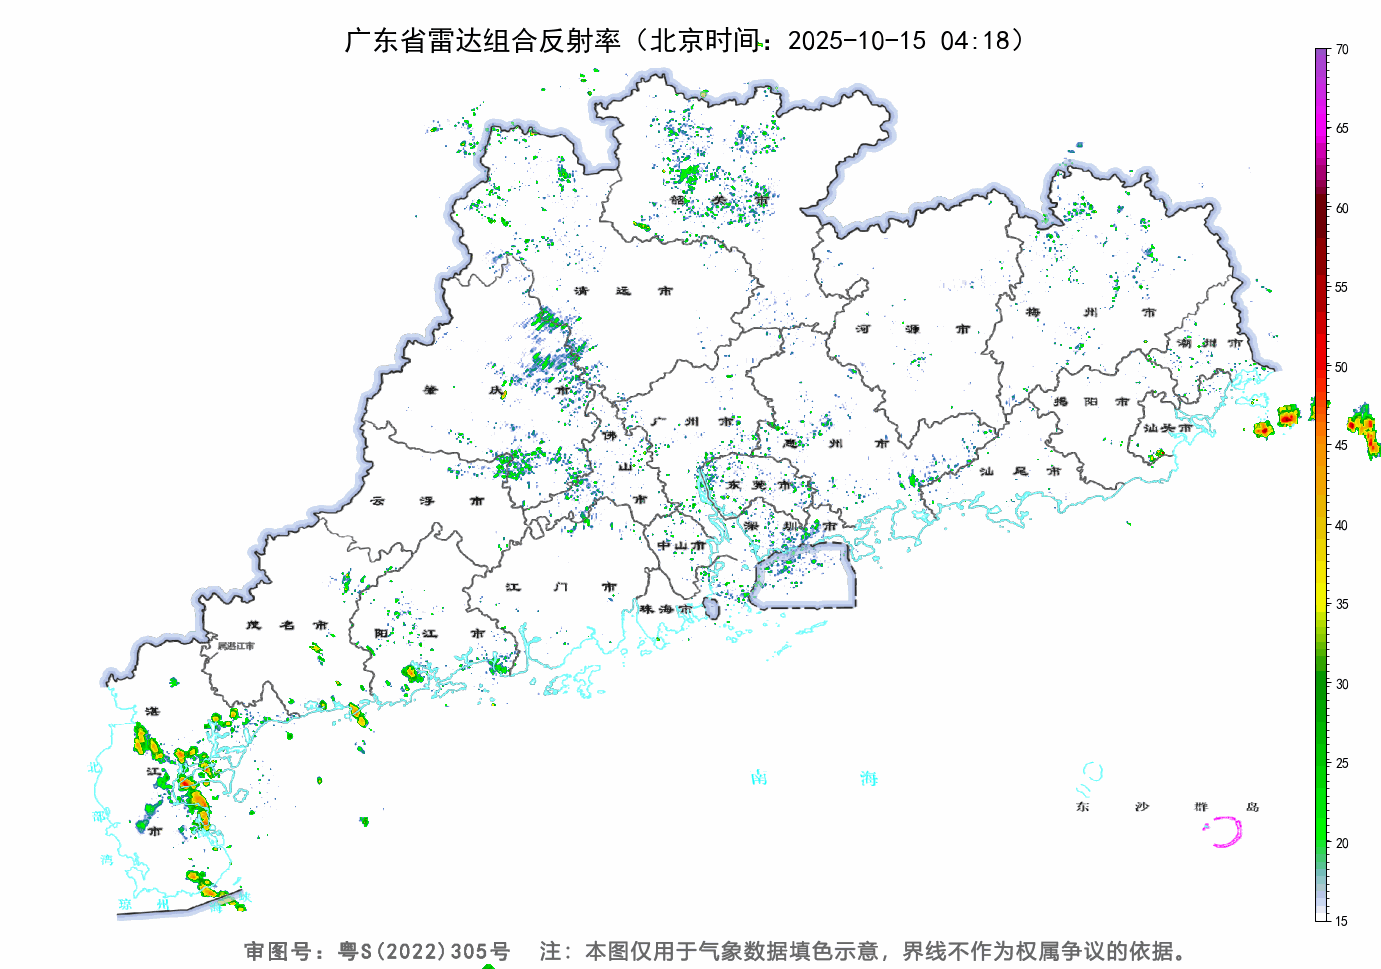 广东省雷达组合反射率（北京时间：2025-10-15 04:18）
70
65
60
55
50
45
40
35
30
25
20
15
韶关市
清远市
河源市
梅州市
潮州市
肇庆市
广州市
佛山市
惠州市
揭阳市
汕头市
汕尾市
东莞市
云浮市
深圳市
中山市
江门市
珠海市
茂名市
阳江市
属湛江市
湛江市
北部湾
琼州海峡
南海
东沙群岛
审图号：粤S(2022)305号 注：本图仅用于气象数据填色示意，界线不作为权属争议的依据。